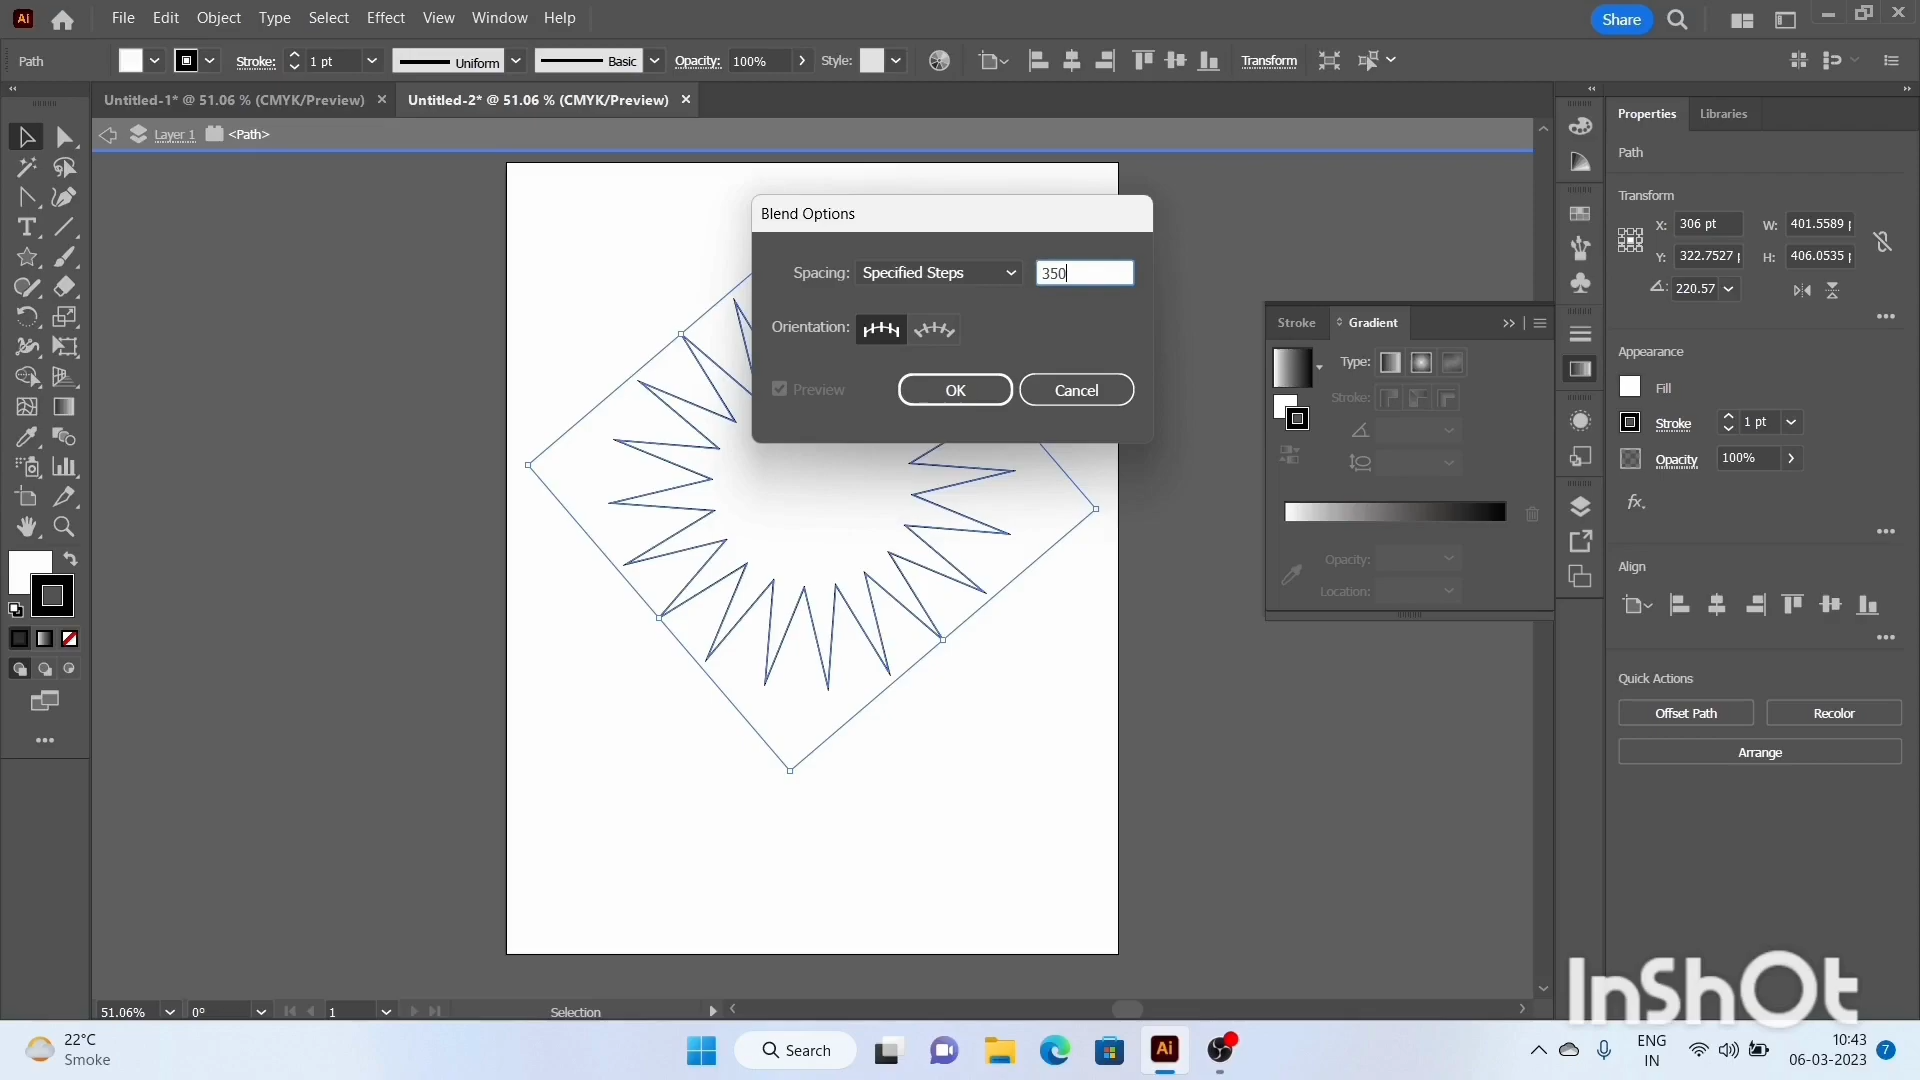 Ai File Edit Object Type Select Effect View Window Help Share
Path Stroke: 1 pt Uniform Basic Opacity: 100% Style: Transform
Untitled-1* @ 51.06 % (CMYK/Preview) × Untitled-2* @ 51.06 % (CMYK/Preview) ×
Layer 1 <Path>
Properties Libraries
Path
Transform
X: 306 pt W: 401.5589
Y: 322.7527 H: 406.0535
220.57
Appearance
Fill
Stroke 1 pt
Opacity 100%
fx.
Align
Quick Actions
Offset Path Recolor
Arrange
Blend Options
Spacing: Specified Steps 350
Orientation:
Preview OK Cancel
Stroke Gradient
Type:
Stroke:
Opacity:
Location:
51.06% 0° 1 Selection
InShOt
22°C
Smoke
Search
Ai
ENG
IN
10:43
06-03-2023
7